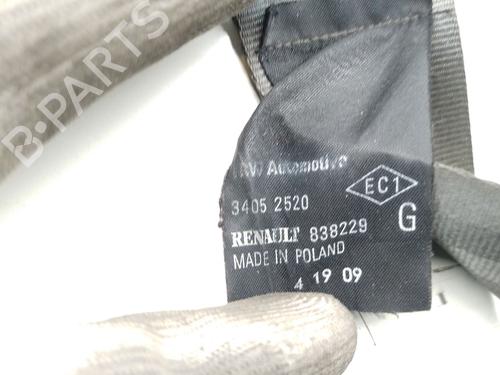 B-PARTS
TRW Automotive
EC1
3405 2520
G
RENAULT 838229
MADE IN POLAND
4 19 09